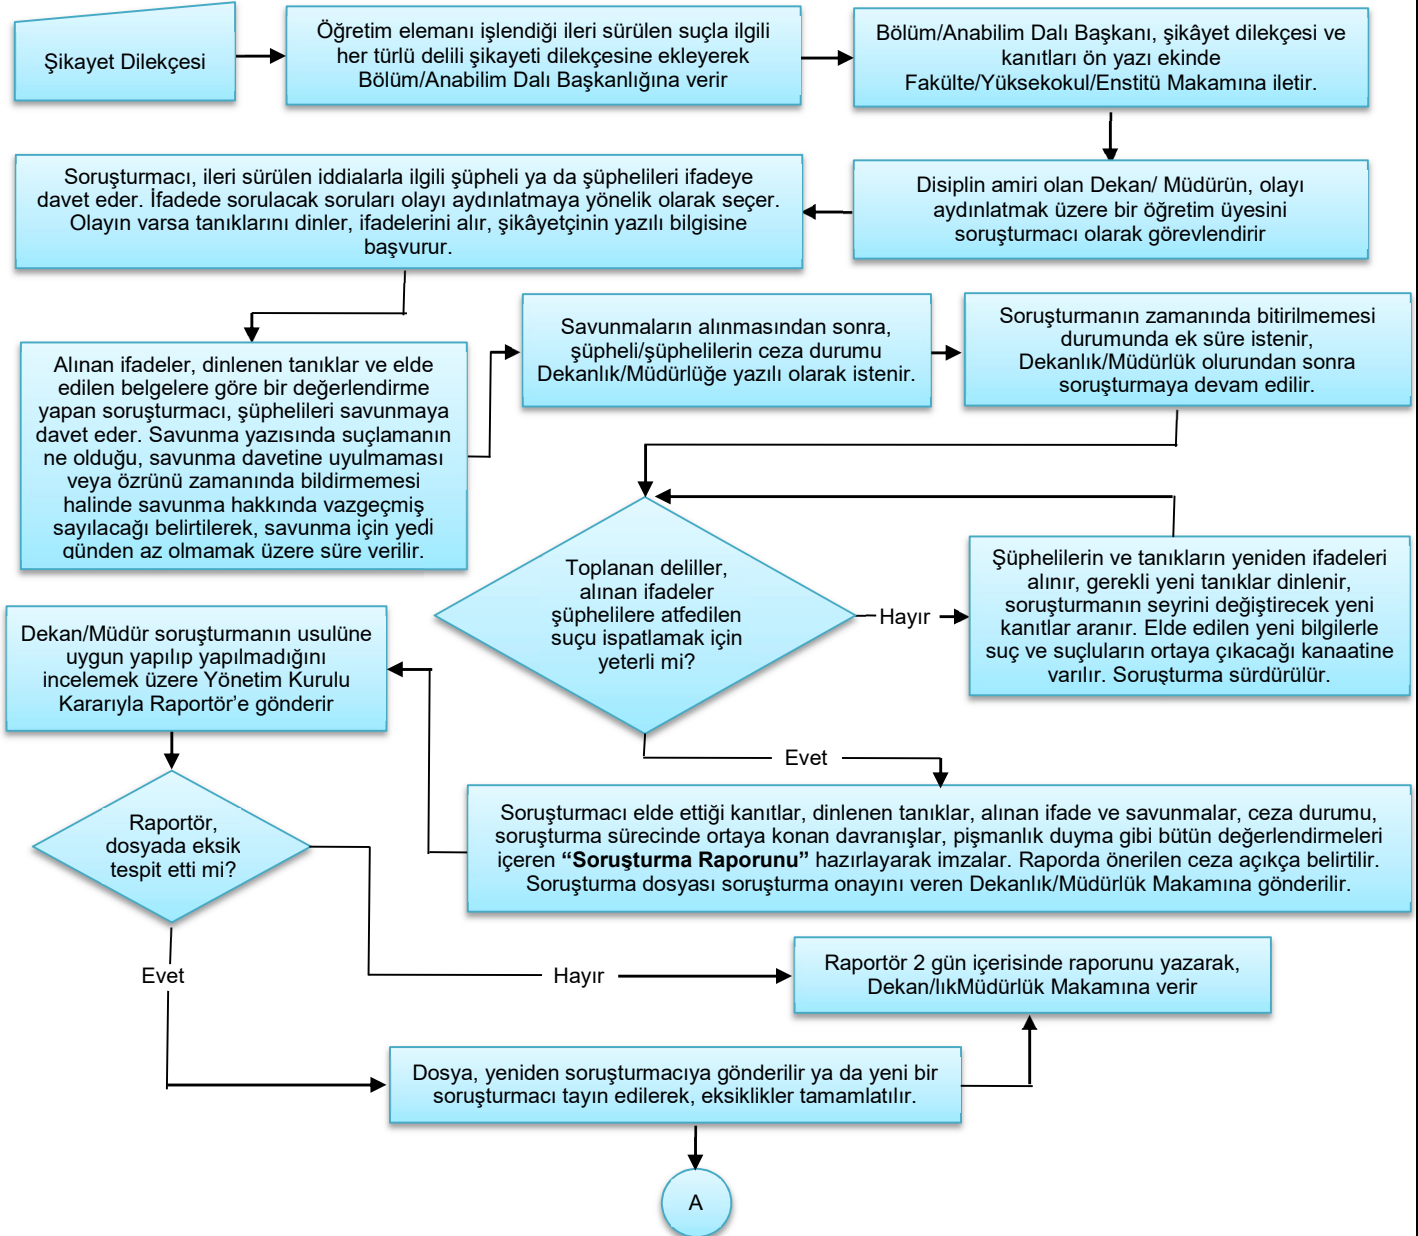 Şikayet Dilekçesi
Öğretim elemanı işlendiği ileri sürülen suçla ilgili
her türlü delili şikayeti dilekçesine ekleyerek
Bölüm/Anabilim Dalı Başkanlığına verir
Bölüm/Anabilim Dalı Başkanı, şikâyet dilekçesi ve
kanıtları ön yazı ekinde
Fakülte/Yüksekokul/Enstitü Makamına iletir.
Disiplin amiri olan Dekan/ Müdürün, olayı
aydınlatmak üzere bir öğretim üyesini
soruşturmacı olarak görevlendirir
Soruşturmacı, ileri sürülen iddialarla ilgili şüpheli ya da şüphelileri ifadeye
davet eder. İfadede sorulacak soruları olayı aydınlatmaya yönelik olarak seçer.
Olayın varsa tanıklarını dinler, ifadelerini alır, şikâyetçinin yazılı bilgisine
başvurur.
Alınan ifadeler, dinlenen tanıklar ve elde
edilen belgelere göre bir değerlendirme
yapan soruşturmacı, şüphelileri savunmaya
davet eder. Savunma yazısında suçlamanın
ne olduğu, savunma davetine uyulmaması
veya özrünü zamanında bildirmemesi
halinde savunma hakkında vazgeçmiş
sayılacağı belirtilerek, savunma için yedi
günden az olmamak üzere süre verilir.
Savunmaların alınmasından sonra,
şüpheli/şüphelilerin ceza durumu
Dekanlık/Müdürlüğe yazılı olarak istenir.
Soruşturmanın zamanında bitirilmemesi
durumunda ek süre istenir,
Dekanlık/Müdürlük olurundan sonra
soruşturmaya devam edilir.
Toplanan deliller,
alınan ifadeler
şüphelilere atfedilen
suçu ispatlamak için
yeterli mi?
Hayır
Şüphelilerin ve tanıkların yeniden ifadeleri
alınır, gerekli yeni tanıklar dinlenir,
soruşturmanın seyrini değiştirecek yeni
kanıtlar aranır. Elde edilen yeni bilgilerle
suç ve suçluların ortaya çıkacağı kanaatine
varılır. Soruşturma sürdürülür.
Evet
Soruşturmacı elde ettiği kanıtlar, dinlenen tanıklar, alınan ifade ve savunmalar, ceza durumu,
soruşturma sürecinde ortaya konan davranışlar, pişmanlık duyma gibi bütün değerlendirmeleri
içeren “Soruşturma Raporunu” hazırlayarak imzalar. Raporda önerilen ceza açıkça belirtilir.
Soruşturma dosyası soruşturma onayını veren Dekanlık/Müdürlük Makamına gönderilir.
Dekan/Müdür soruşturmanın usulüne
uygun yapılıp yapılmadığını
incelemek üzere Yönetim Kurulu
Kararıyla Raportör’e gönderir
Raportör,
dosyada eksik
tespit etti mi?
Hayır
Raportör 2 gün içerisinde raporunu yazarak,
Dekan/lıkMüdürlük Makamına verir
Evet
Dosya, yeniden soruşturmacıya gönderilir ya da yeni bir
soruşturmacı tayin edilerek, eksiklikler tamamlatılır.
A